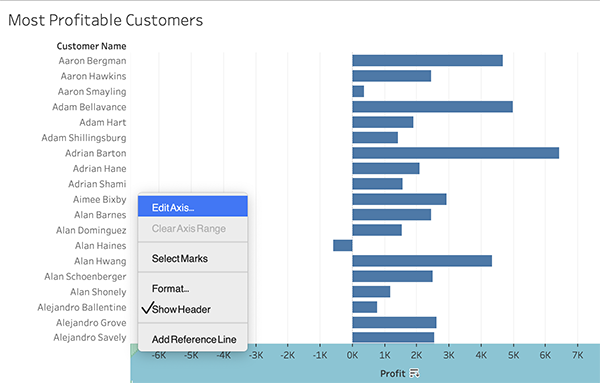 Most Profitable Customers
Customer Name
Aaron Bergman
Aaron Hawkins
Aaron Smayling
Adam Bellavance
Adam Hart
Adam Shillingsburg
Adrian Barton
Adrian Hane
Adrian Shami
Aimee Bixby
Alan Barnes
Alan Dominguez
Alan Haines
Alan Hwang
Alan Schoenberger
Alan Shonely
Alejandro Ballentine
Alejandro Grove
Alejandro Savely
Edit Axis...
Clear Axis Range
Select Marks
Format...
Show Header
Add Reference Line
-6K -5K -4K -3K -2K -1K 0K 1K 2K 3K 4K 5K 6K 7K
Profit